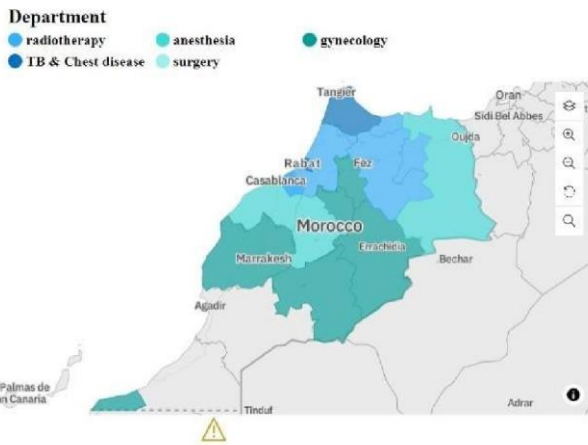 Department
radiotherapy
anesthesia
gynecology
TB & Chest disease
surgery
Tangier
Oran
Sidi Bel Abbes
Oujda
Rabat
Fez
Casablanca
Morocco
Errachidia
Marrakesh
Bechar
Agadir
Palmas de
n Canaria
Tinduf
Adrar